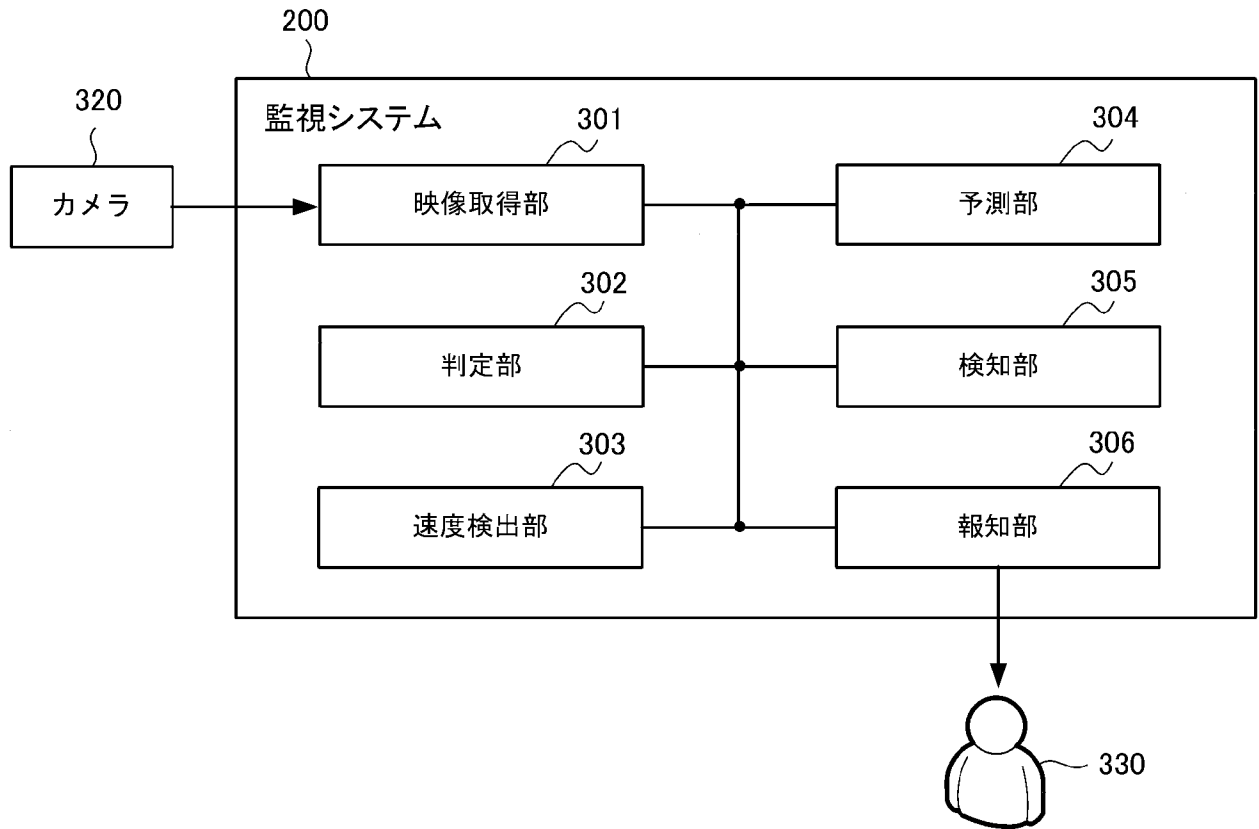 200
320
監視システム
301
304
カメラ
映像取得部
予測部
302
305
判定部
検知部
303
306
速度検出部
報知部
330